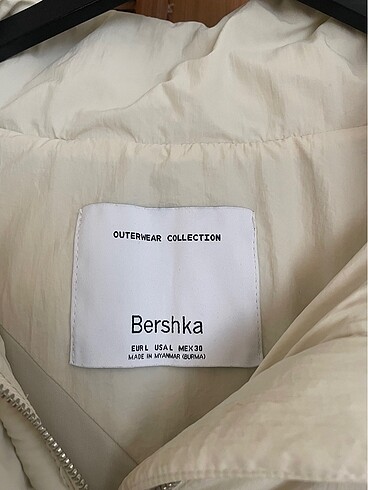 OUTERWEAR COLLECTION
Bershka
EUR L USA L MEX 30
MADE IN MYANMAR (BURMA)